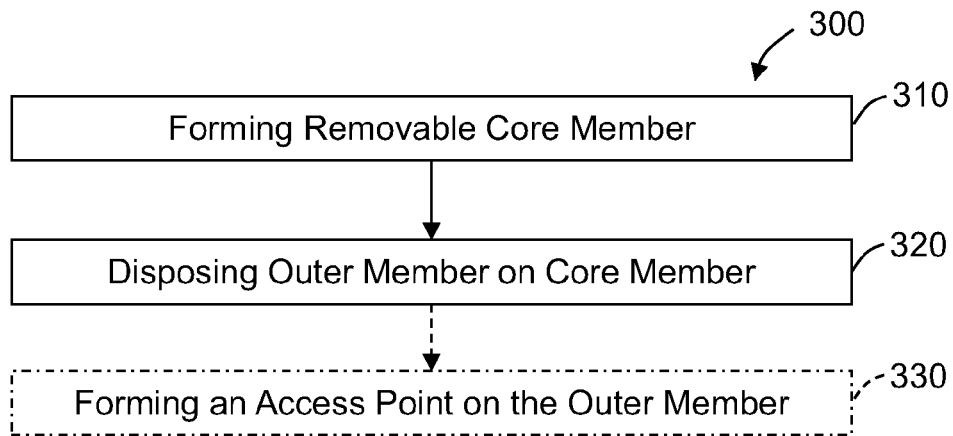 300
310
Forming Removable Core Member
320
Disposing Outer Member on Core Member
330
Forming an Access Point on the Outer Member